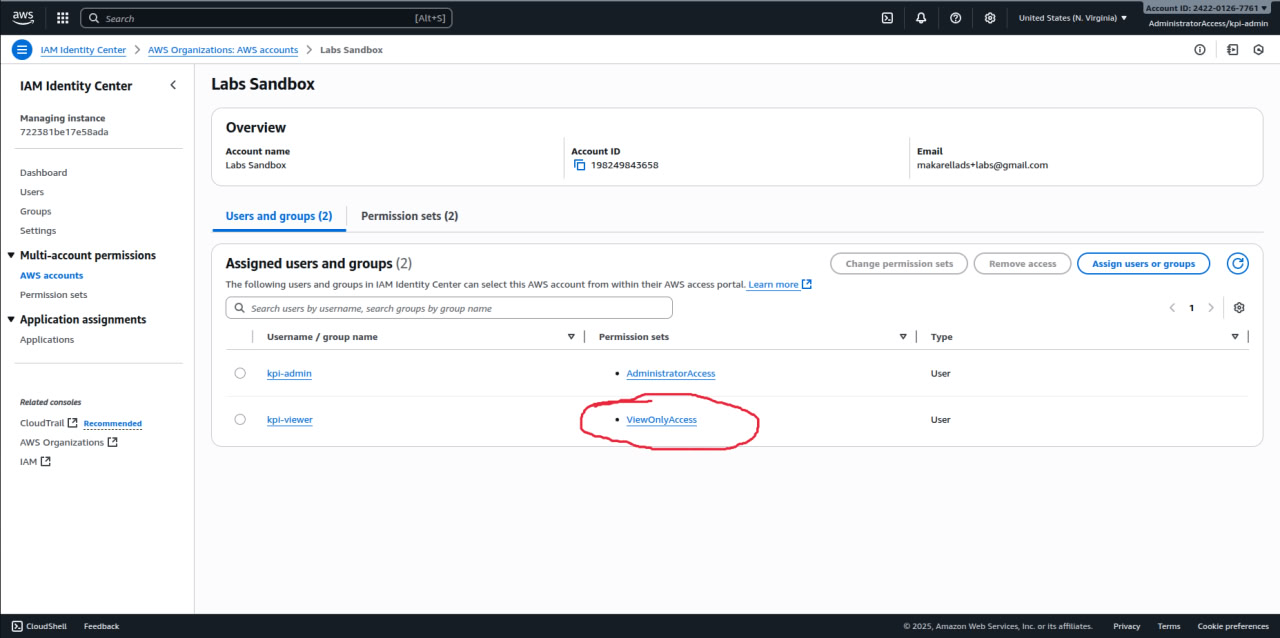 aws
Search [Alt+S]
United States (N. Virginia)
Account ID: 2422-0126-7761
AdministratorAccess/kpi-admin
IAM Identity Center > AWS Organizations: AWS accounts > Labs Sandbox
IAM Identity Center
Managing instance
722381be17e58ada
Dashboard
Users
Groups
Settings
Multi-account permissions
AWS accounts
Permission sets
Application assignments
Applications
Related consoles
CloudTrail Recommended
AWS Organizations
IAM
Labs Sandbox
Overview
Account name
Labs Sandbox
Account ID
198249843658
Email
makarellads+labs@gmail.com
Users and groups (2) Permission sets (2)
Assigned users and groups (2)
Change permission sets Remove access Assign users or groups
The following users and groups in IAM Identity Center can select this AWS account from within their AWS access portal. Learn more
Search users by username, search groups by group name
1
Username / group name Permission sets Type
kpi-admin • AdministratorAccess User
kpi-viewer • ViewOnlyAccess User
CloudShell Feedback © 2025, Amazon Web Services, Inc. or its affiliates. Privacy Terms Cookie preferences